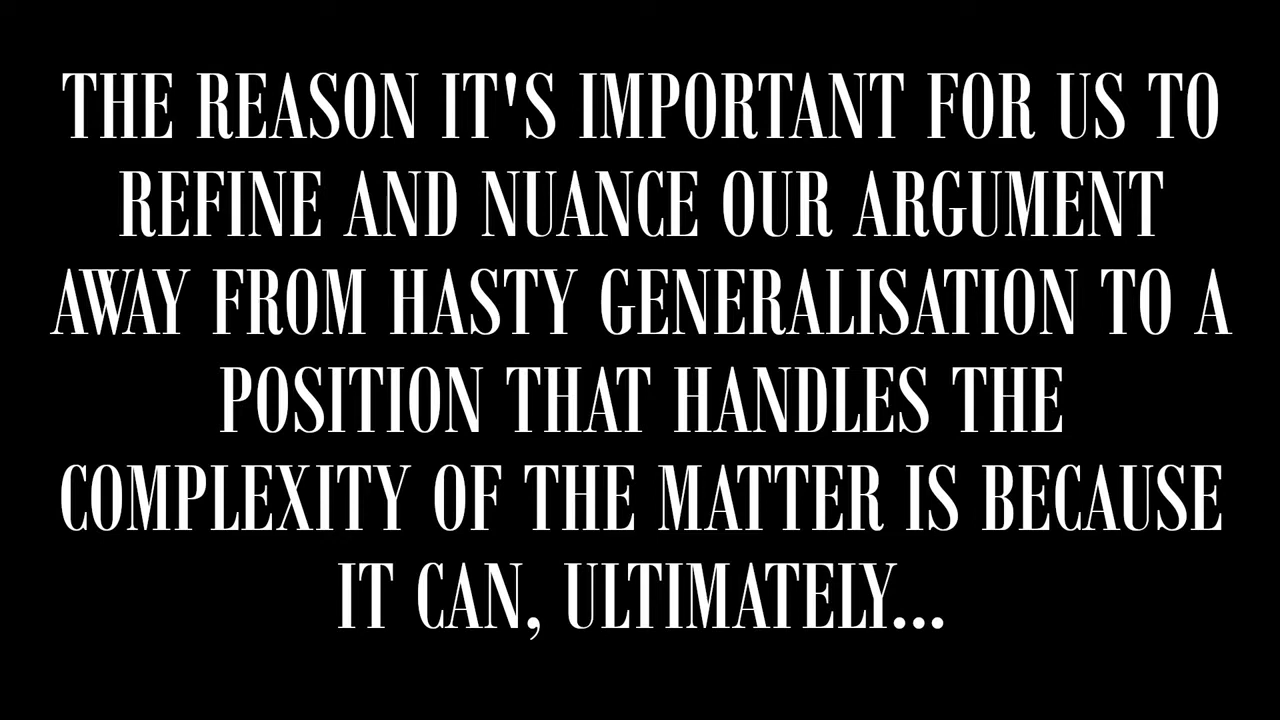 THE REASON IT'S IMPORTANT FOR US TO
REFINE AND NUANCE OUR ARGUMENT
AWAY FROM HASTY GENERALISATION TO A
POSITION THAT HANDLES THE
COMPLEXITY OF THE MATTER IS BECAUSE
IT CAN, ULTIMATELY...